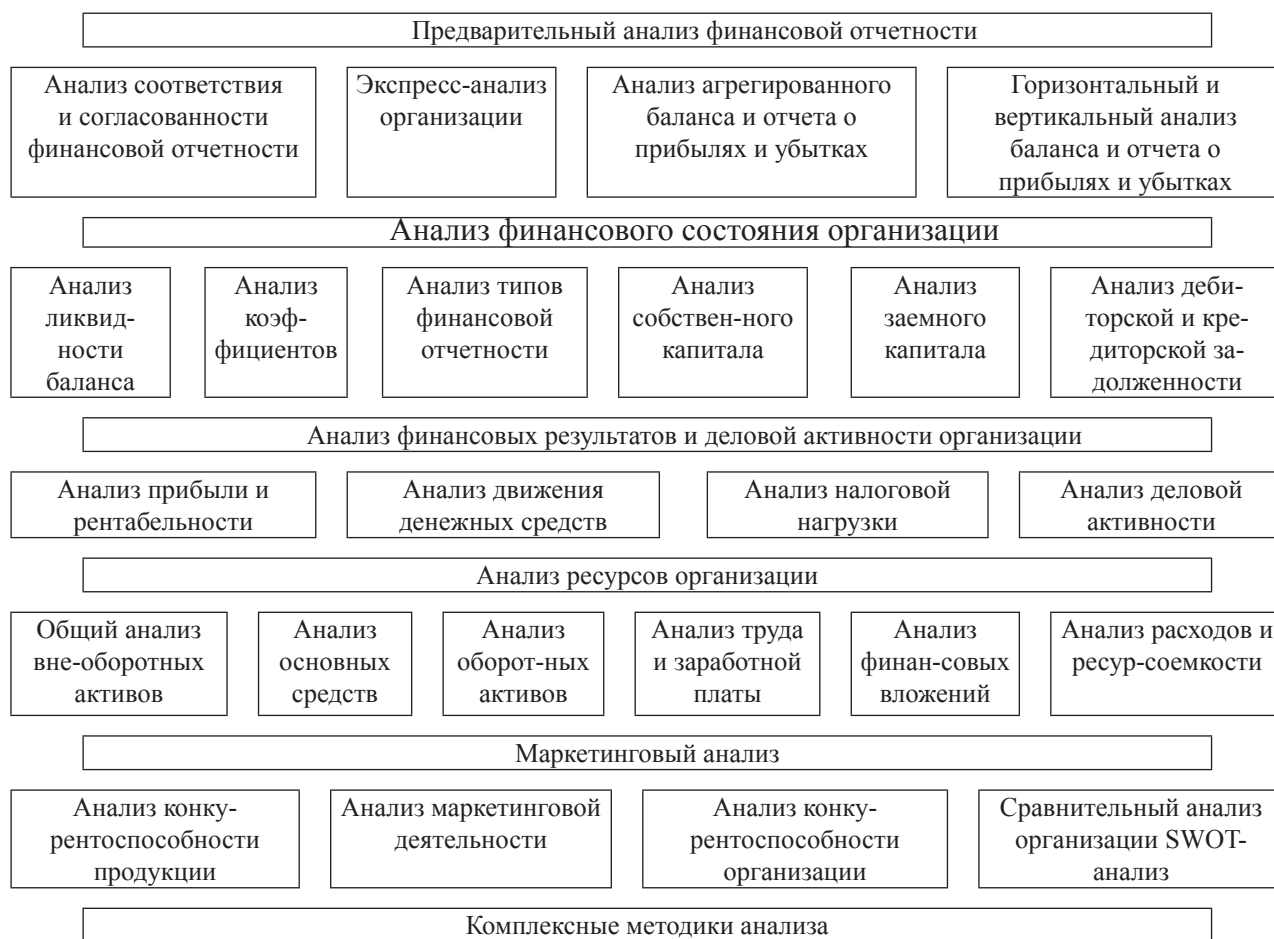 Предварительный анализ финансовой отчетности
Анализ соответствия
и согласованности
финансовой отчетности
Экспресс-анализ
организации
Анализ агрегированного
баланса и отчета о
прибылях и убытках
Горизонтальный и
вертикальный анализ
баланса и отчета о
прибылях и убытках
Анализ финансового состояния организации
Анализ
ликвид-
ности
баланса
Анализ
коэф-
фициентов
Анализ типов
финансовой
отчетности
Анализ
собствен-ного
капитала
Анализ
заемного
капитала
Анализ деби-
торской и кре-
диторской за-
долженности
Анализ финансовых результатов и деловой активности организации
Анализ прибыли и
рентабельности
Анализ движения
денежных средств
Анализ налоговой
нагрузки
Анализ деловой
активности
Анализ ресурсов организации
Общий анализ
вне-оборотных
активов
Анализ
основных
средств
Анализ
оборот-ных
активов
Анализ труда
и заработной
платы
Анализ
финан-совых
вложений
Анализ расходов и
ресур-соемкости
Маркетинговый анализ
Анализ конку-
рентоспособности
продукции
Анализ маркетинговой
деятельности
Анализ конку-
рентоспособности
организации
Сравнительный анализ
организации SWOT-
анализ
Комплексные методики анализа